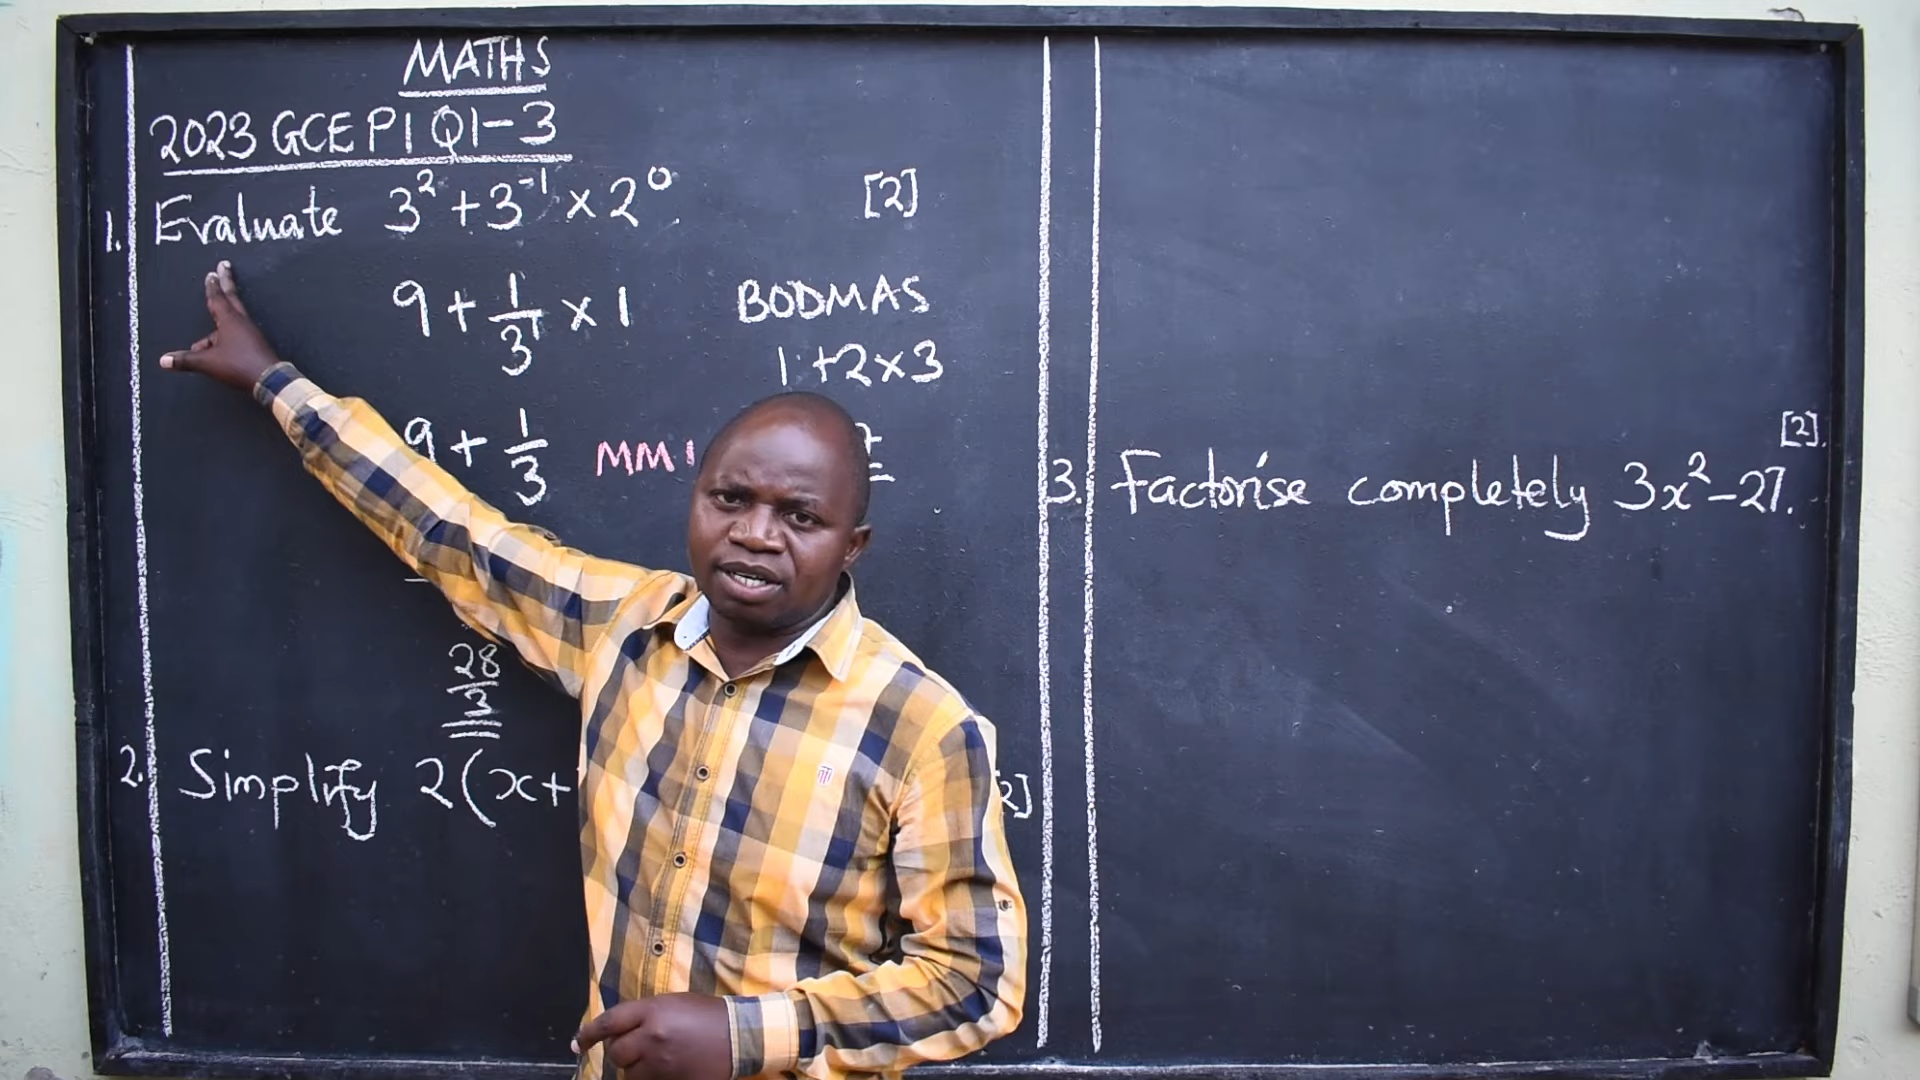 MATHS
2023 GCE P1 Q1-3
1. Evaluate 3² + 3⁻¹ × 2⁰. [2]
9 + 1/3¹ × 1
BODMAS
1 + 2 × 3
9 + 1/3
MM1
28/3
2. Simplify 2(x+
3. Factorise completely 3x² - 27. [2].